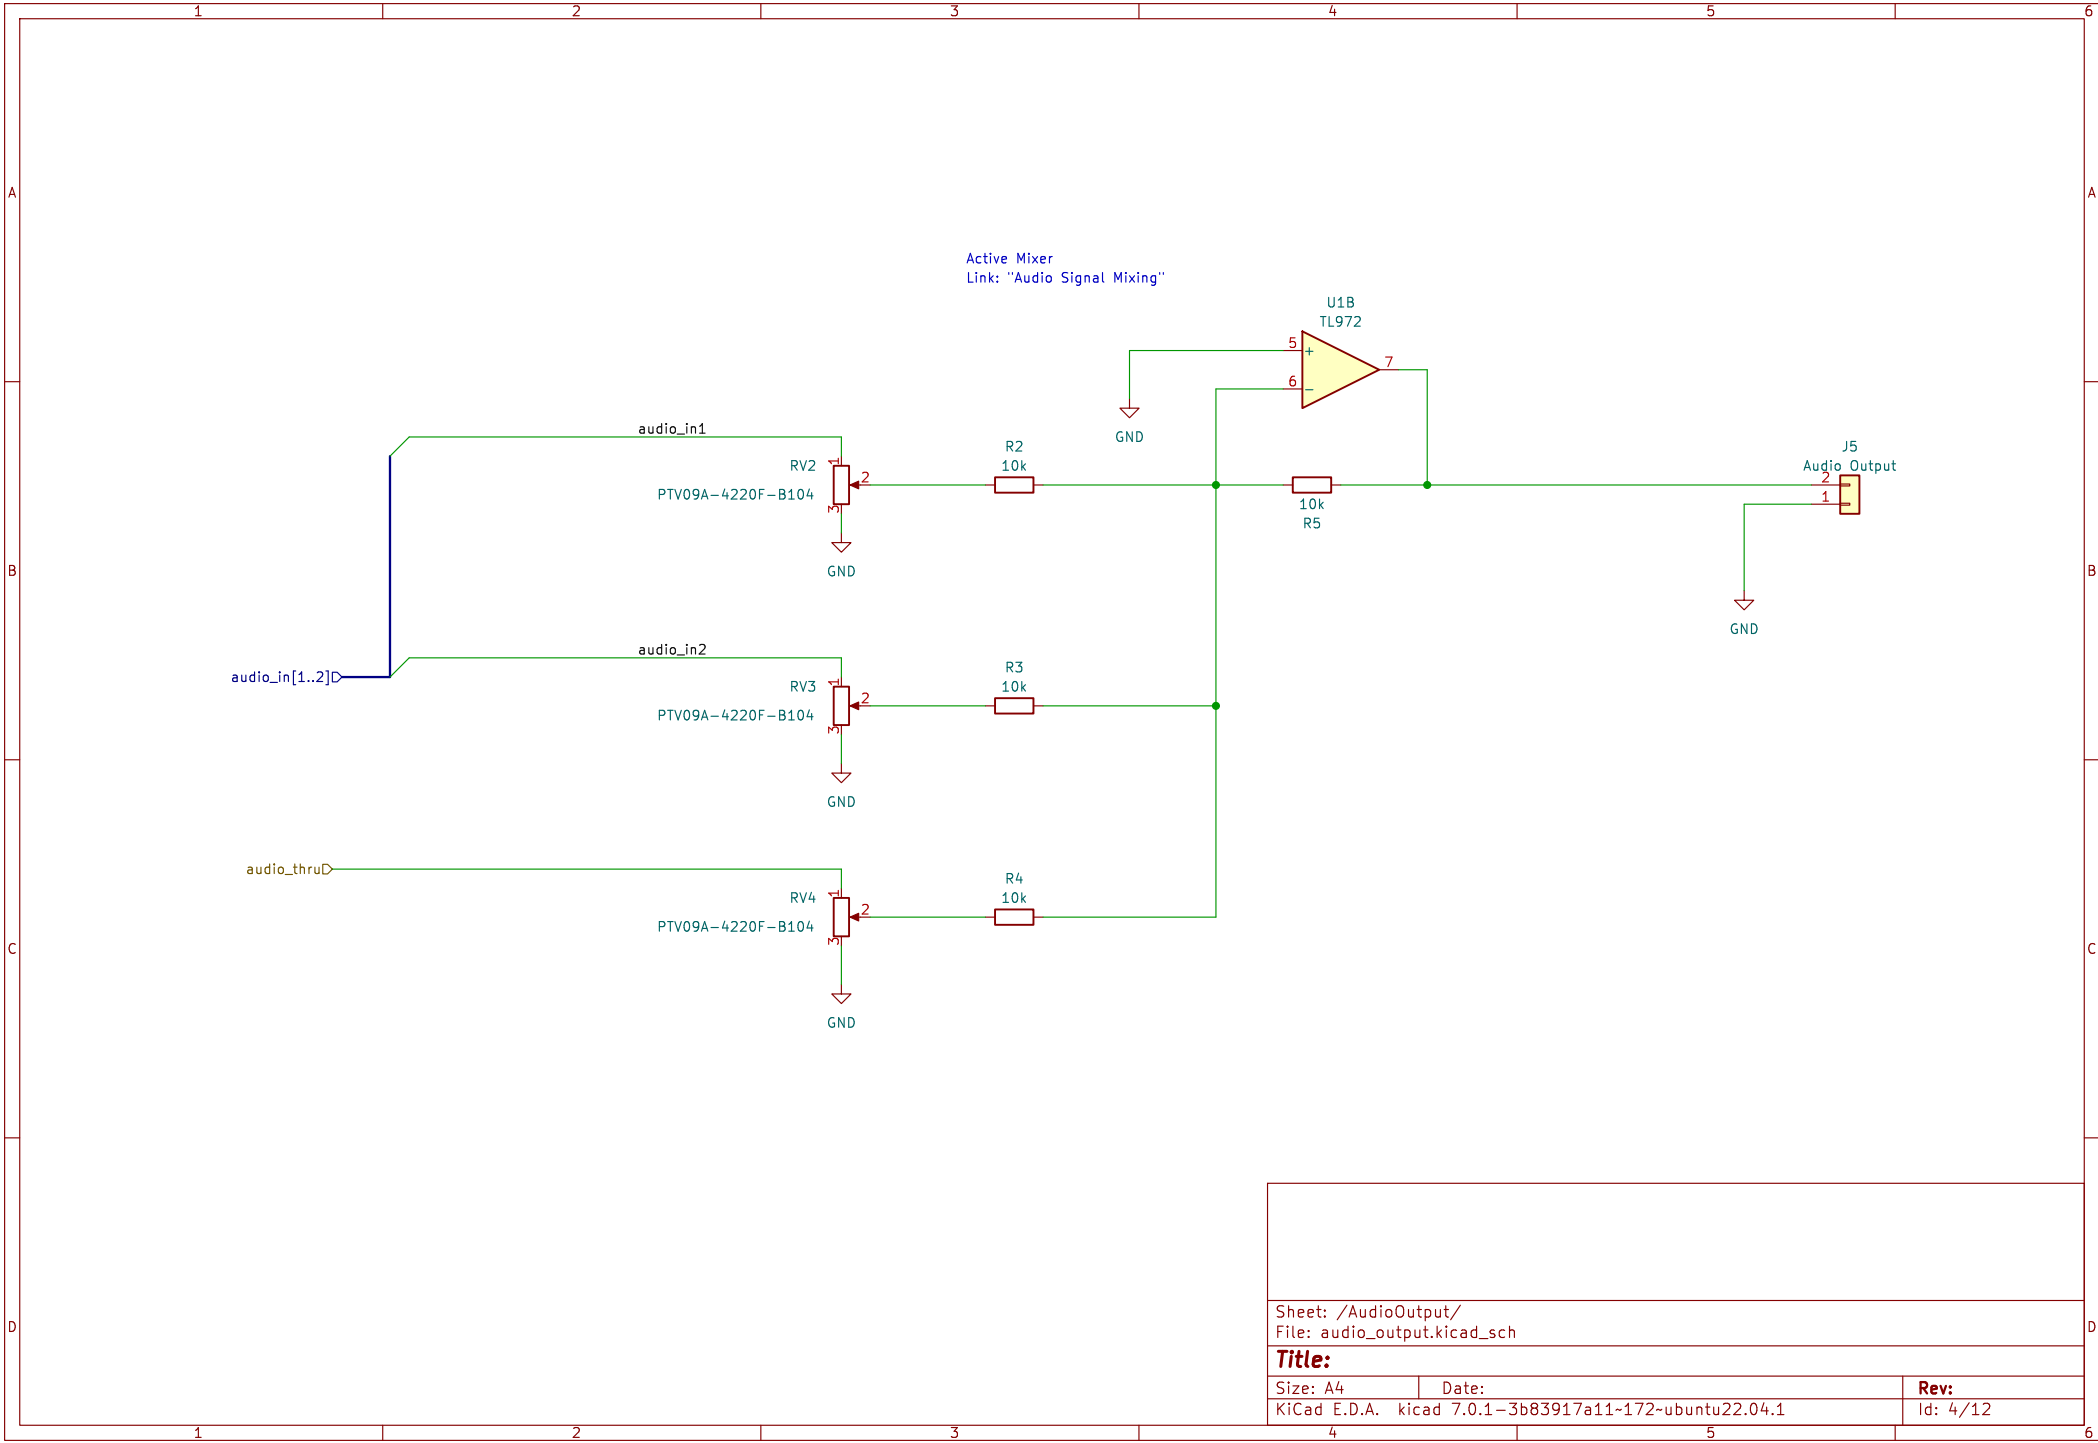 1 2 3 4 5 6
A A
Active Mixer
Link: "Audio Signal Mixing"
U1B
TL972
5 +
7
6 −
GND
audio_in1
R2
10k
J5
Audio Output
RV2
1
2
PTV09A-4220F-B104
3
10k
R5
2
1
GND
B B
GND
audio_in2
audio_in[1..2]
R3
10k
RV3
1
2
PTV09A-4220F-B104
3
GND
audio_thru
R4
10k
RV4
1
2
PTV09A-4220F-B104
3
C C
GND
Sheet: /AudioOutput/
D D
File: audio_output.kicad_sch
Title:
Size: A4 Date: Rev:
KiCad E.D.A. kicad 7.0.1-3b83917a11~172~ubuntu22.04.1 Id: 4/12
1 2 3 4 5 6